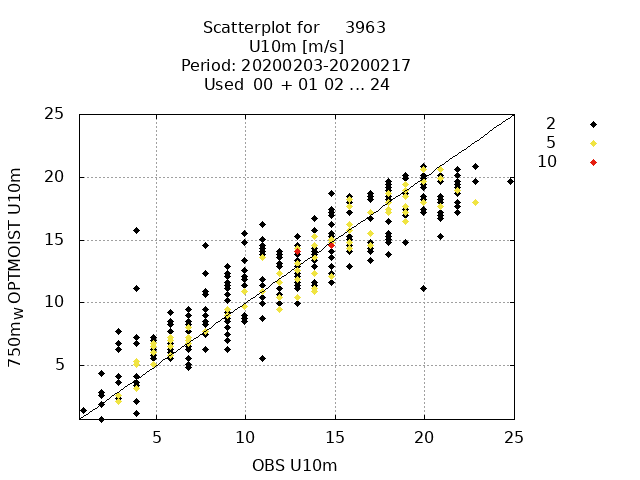 Scatterplot for 3963
U10m [m/s]
Period: 20200203-20200217
Used 00 + 01 02 ... 24
2
5
10
25
20
15
10
5
750mw OPTMOIST U10m
5 10 15 20 25
OBS U10m